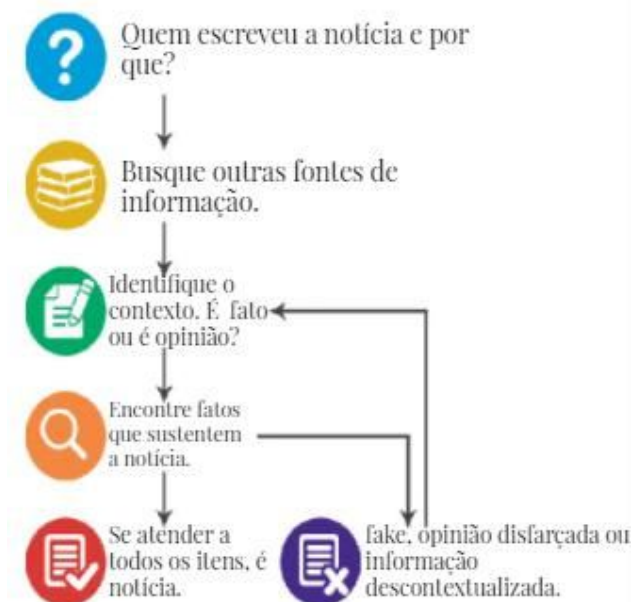 Quem escreveu a notícia e por
que?
Busque outras fontes de
informação.
Identifique o
contexto. É fato
ou é opinião?
Encontre fatos
que sustentem
a notícia.
Se atender a
todos os itens, é
notícia.
fake, opinião disfarçada ou
informação
descontextualizada.